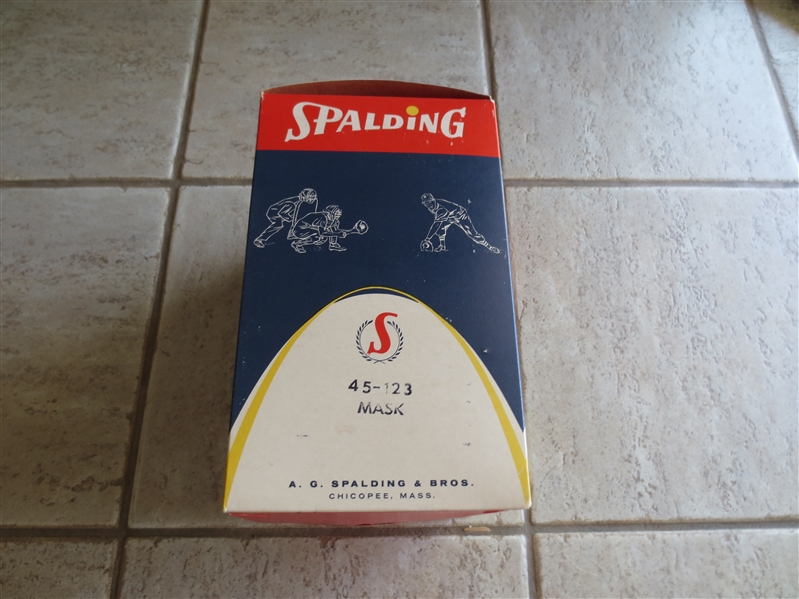 SPALDiNG
S
45-123
MASK
A. G. SPALDING & BROS.
CHICOPEE, MASS.